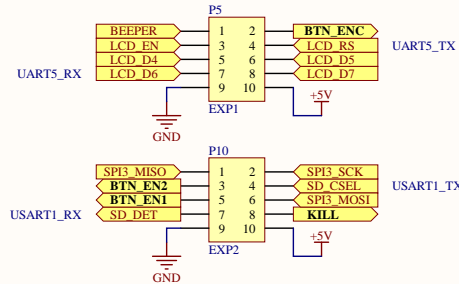 P5
BEEPER 1 2 BTN_ENC
LCD_EN 3 4 LCD_RS UART5_TX
LCD_D4 5 6 LCD_D5
UART5_RX LCD_D6 7 8 LCD_D7
9 10
+5V
EXP1
GND
P10
SPI3_MISO 1 2 SPI3_SCK
BTN_EN2 3 4 SD_CSEL USART1_TX
BTN_EN1 5 6 SPI3_MOSI
USART1_RX SD_DET 7 8 KILL
9 10
+5V
EXP2
GND